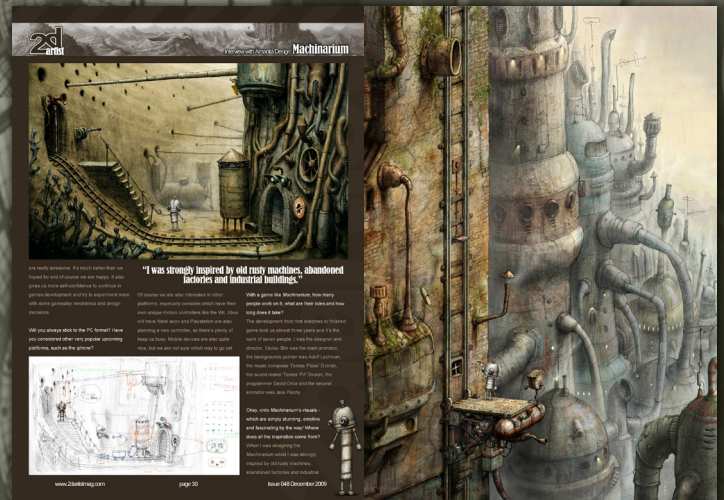 2d
artist
Interview with Amanita Design Machinarium
are really awesome. It's much better than we
hoped for and of course we are happy. It also
gives us more self-confidence to continue in
games development and try to experiment more
with some gameplay mechanics and design
decisions.
Will you always stick to the PC format? Have
you considered other very popular upcoming
platforms, such as the iphone?
"I was strongly inspired by old rusty machines, abandoned
factories and industrial buildings."
Of course we are also interested in other
platforms, especially consoles which have their
own unique motion controllers like the Wii. Xbox
will have Natal soon and Playstation are also
planning a new controller, so there's plenty of
keep us busy. Mobile devices are also quite
nice, but we are not sure which way to go yet.
With a game like Machinarium, how many
people work on it, what are their roles and how
long does it take?
The development from first sketches to finished
game took us almost three years and it's the
work of seven people. I was the designer and
director, Vaclav Blin was the main animator,
the backgrounds painter was Adolf Lachman,
the music composer Tomas 'Floex' Dvorak,
the sound maker Tomas 'Pif' Dvorak, the
programmer David Oliva and the second
animator was Jara Plachy.
Okay, onto Machinarium's visuals -
which are simply stunning, emotive
and fascinating by the way! Where
does all the inspiration come from?
When I was designing the
Machinarium world I was strongly
inspired by old rusty machines,
abandoned factories and industrial
www.2dartistmag.com
page 30
Issue 048 December 2009